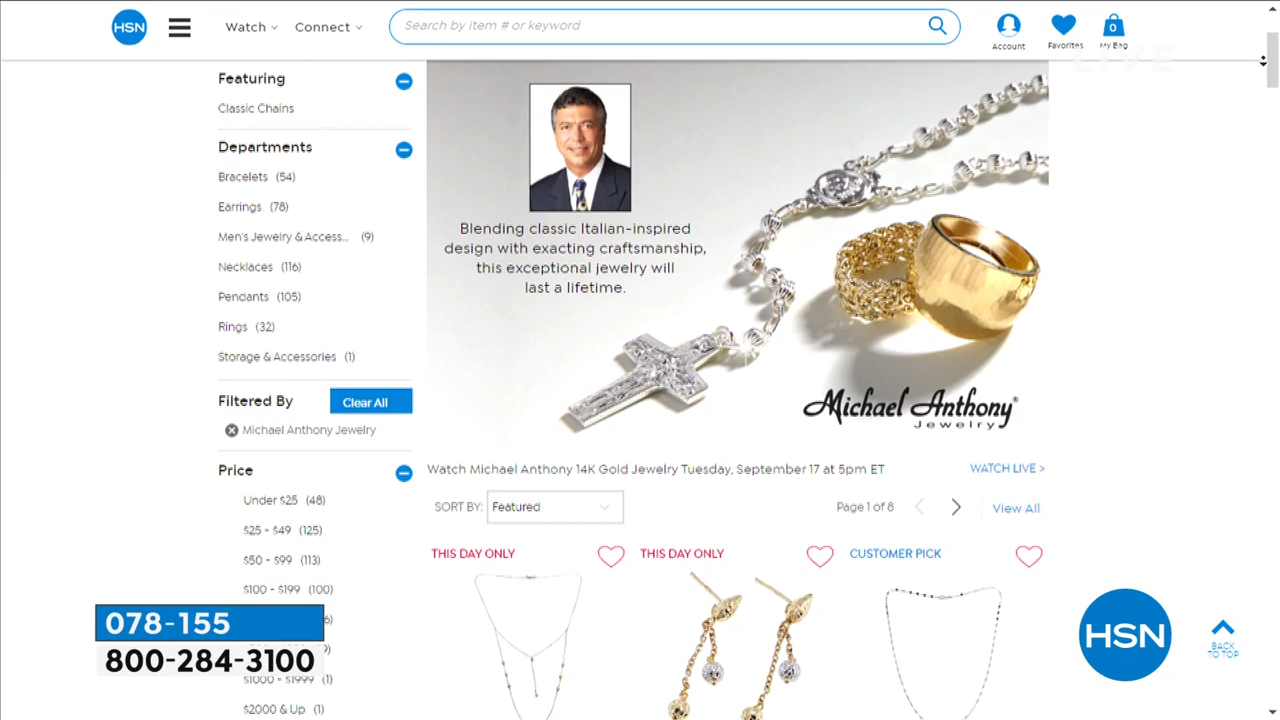 HSN
Watch
Connect
Search by item # or keyword
Account
Favorites
0
My Bag
LIVE
Featuring
Classic Chains
Departments
Bracelets (54)
Earrings (78)
Men's Jewelry & Access... (9)
Necklaces (116)
Pendants (105)
Rings (32)
Storage & Accessories (1)
Filtered By
Clear All
Michael Anthony Jewelry
Price
Under $25 (48)
$25 - $49 (125)
$50 - $99 (113)
$100 - $199 (100)
$1000 - $1999 (1)
$2000 & Up (1)
Blending classic Italian-inspired
design with exacting craftsmanship,
this exceptional jewelry will
last a lifetime.
Michael Anthony®
Jewelry
Watch Michael Anthony 14K Gold Jewelry Tuesday, September 17 at 5pm ET
WATCH LIVE >
SORT BY: Featured
Page 1 of 8
View All
THIS DAY ONLY
THIS DAY ONLY
CUSTOMER PICK
078-155
800-284-3100
HSN
BACK
TO TOP